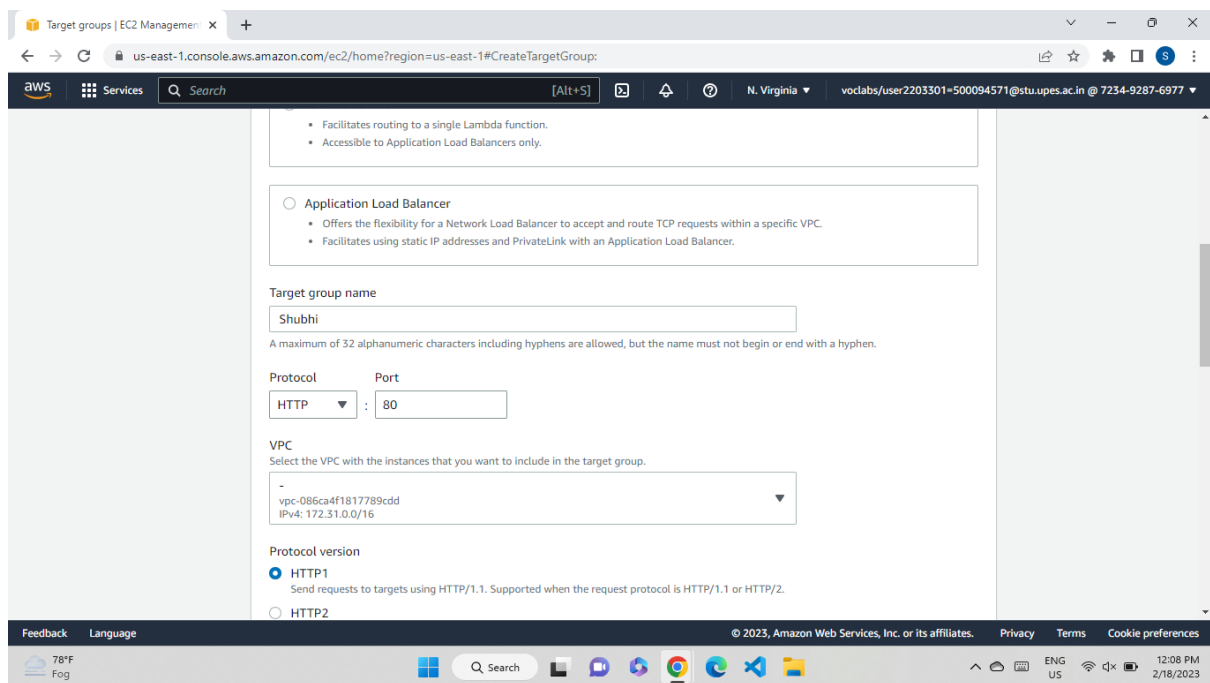 Target groups | EC2 Managemen
us-east-1.console.aws.amazon.com/ec2/home?region=us-east-1#CreateTargetGroup:
S
aws Services Search [Alt+S] N. Virginia ▼ voclabs/user2203301=500094571@stu.upes.ac.in @ 7234-9287-6977 ▼
• Facilitates routing to a single Lambda function.
• Accessible to Application Load Balancers only.
Application Load Balancer
• Offers the flexibility for a Network Load Balancer to accept and route TCP requests within a specific VPC.
• Facilitates using static IP addresses and PrivateLink with an Application Load Balancer.
Target group name
Shubhi
A maximum of 32 alphanumeric characters including hyphens are allowed, but the name must not begin or end with a hyphen.
Protocol Port
HTTP : 80
VPC
Select the VPC with the instances that you want to include in the target group.
-
vpc-086ca4f1817789cdd
IPv4: 172.31.0.0/16
Protocol version
HTTP1
Send requests to targets using HTTP/1.1. Supported when the request protocol is HTTP/1.1 or HTTP/2.
HTTP2
Feedback Language © 2023, Amazon Web Services, Inc. or its affiliates. Privacy Terms Cookie preferences
78°F
Fog
Search
ENG
US
12:08 PM
2/18/2023